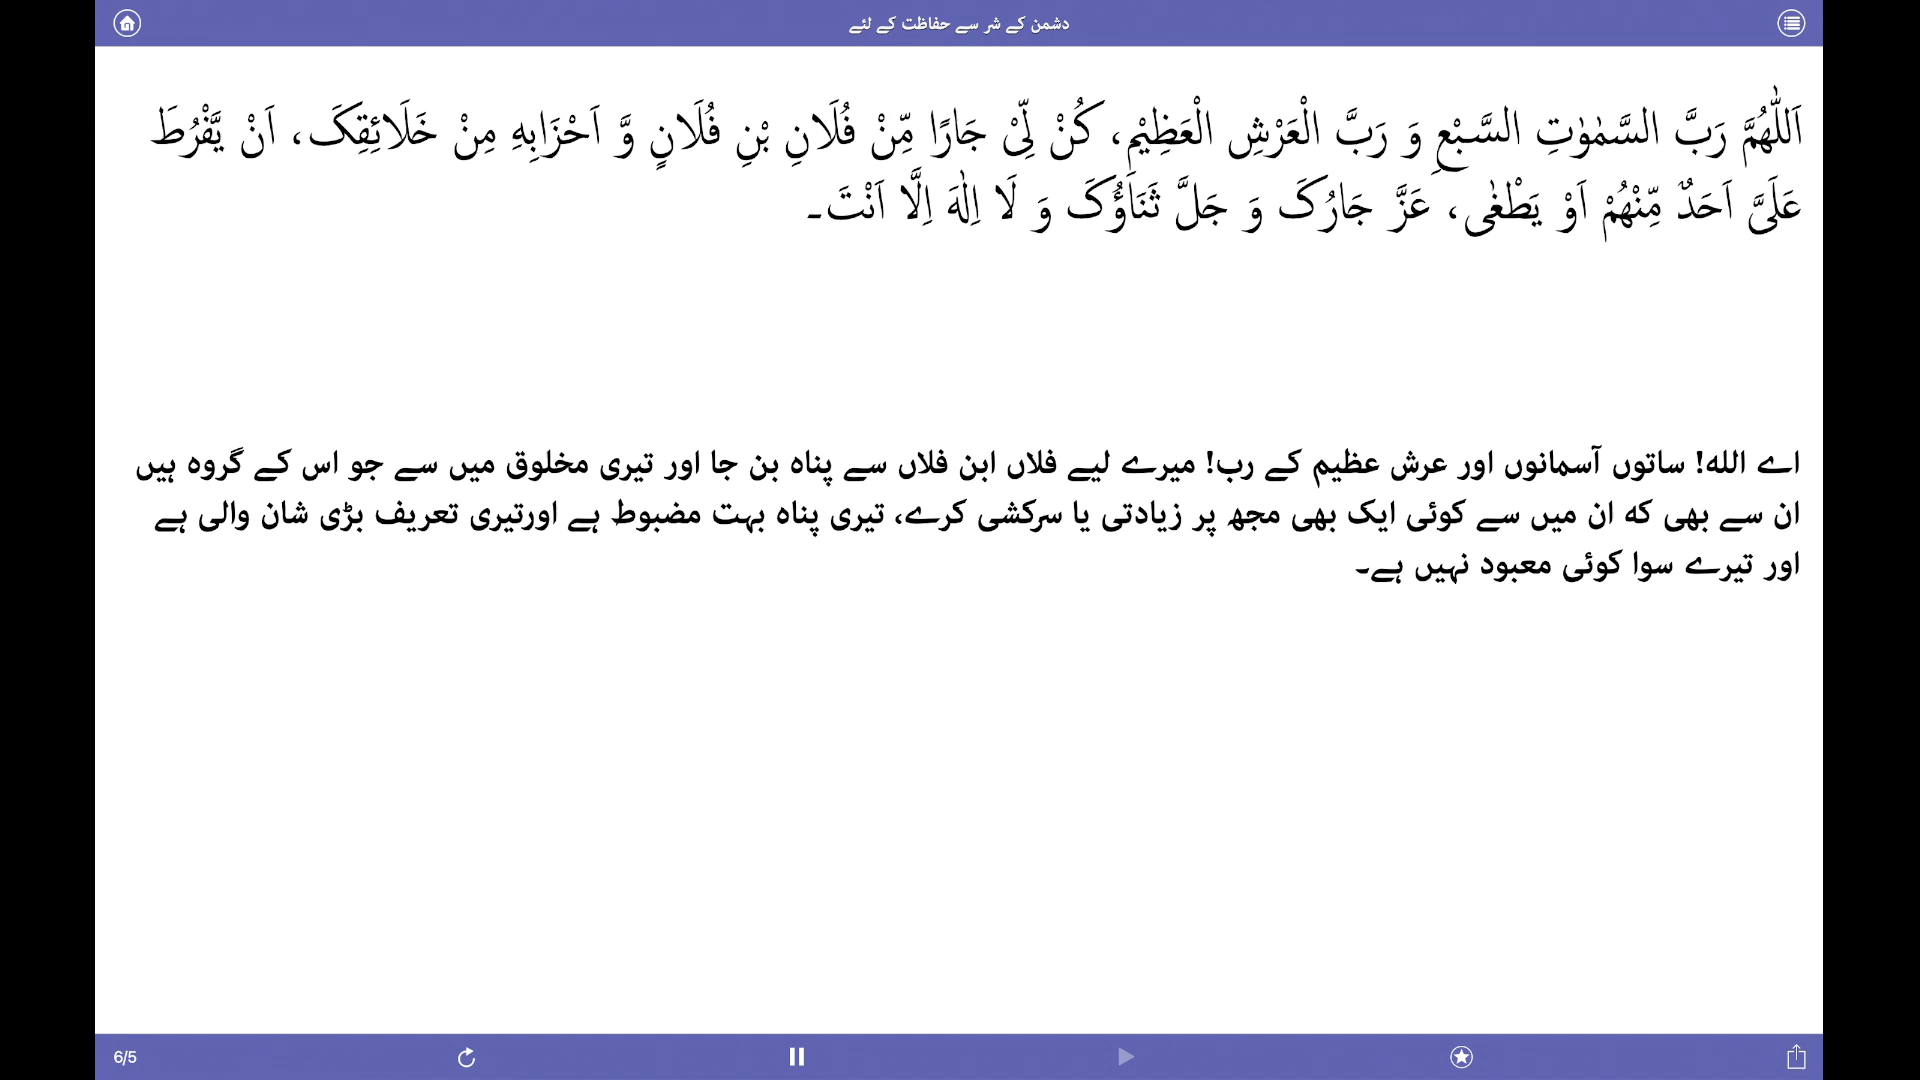 دشمن کے شر سے حفاظت کے لئے
اَللّٰهُمَّ رَبَّ السَّمٰوٰتِ السَّبْعِ وَ رَبَّ الْعَرْشِ الْعَظِيْمِ، كُنْ لِّىْ جَارًا مِّنْ فُلَانِ بْنِ فُلَانٍ وَّ اَحْزَابِهِ مِنْ خَلَائِقِکَ، اَنْ يَّفْرُطَ
عَلَىَّ اَحَدٌ مِّنْهُمْ اَوْ يَطْغٰى، عَزَّ جَارُکَ وَ جَلَّ ثَنَاؤُکَ وَ لَا اِلٰهَ اِلَّا اَنْتَ۔
اے الله! ساتوں آسمانوں اور عرش عظیم کے رب! میرے لیے فلاں ابن فلاں سے پناہ بن جا اور تیری مخلوق میں سے جو اس کے گروہ ہیں
ان سے بھی که ان میں سے کوئی ایک بھی مجھ پر زیادتی یا سرکشی کرے، تیری پناہ بہت مضبوط ہے اورتیری تعریف بڑی شان والی ہے
اور تیرے سوا کوئی معبود نہیں ہے۔
6/5